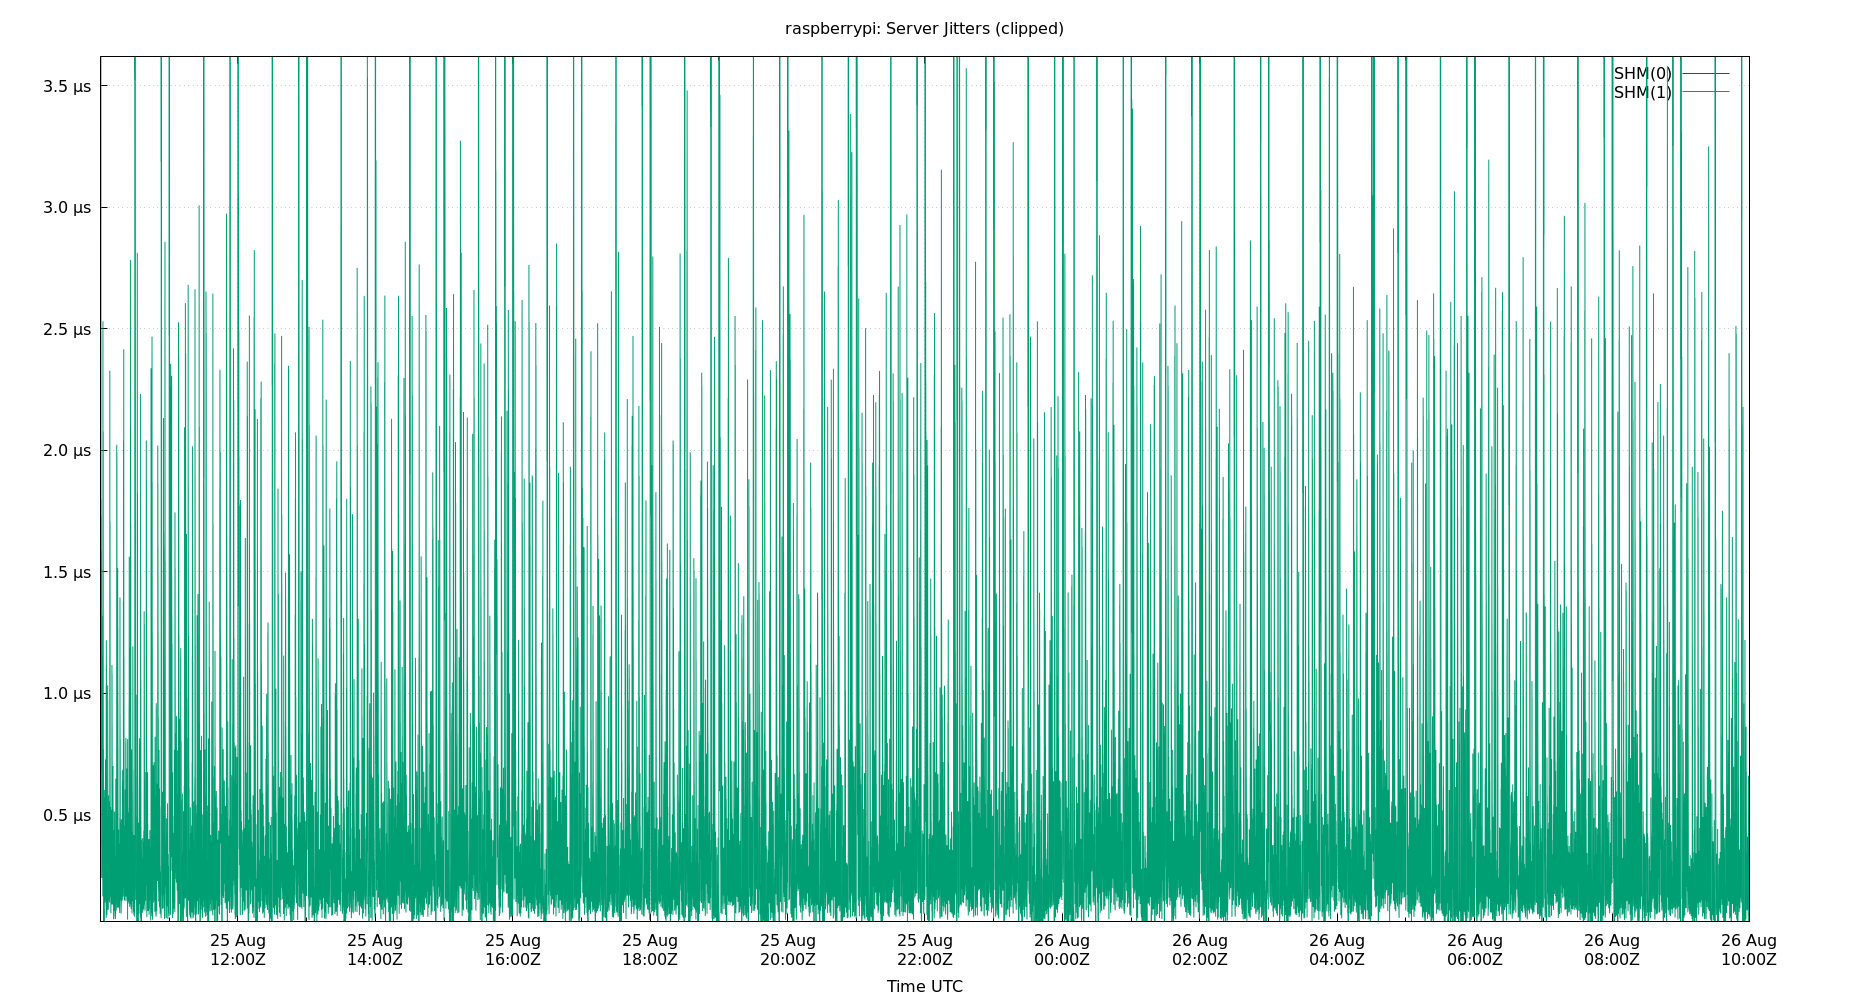 raspberrypi: Server Jitters (clipped)
SHM(0)
SHM(1)
3.5 µs
3.0 µs
2.5 µs
2.0 µs
1.5 µs
1.0 µs
0.5 µs
25 Aug 25 Aug 25 Aug 25 Aug 25 Aug 25 Aug 26 Aug 26 Aug 26 Aug 26 Aug 26 Aug 26 Aug
12:00Z 14:00Z 16:00Z 18:00Z 20:00Z 22:00Z 00:00Z 02:00Z 04:00Z 06:00Z 08:00Z 10:00Z
Time UTC